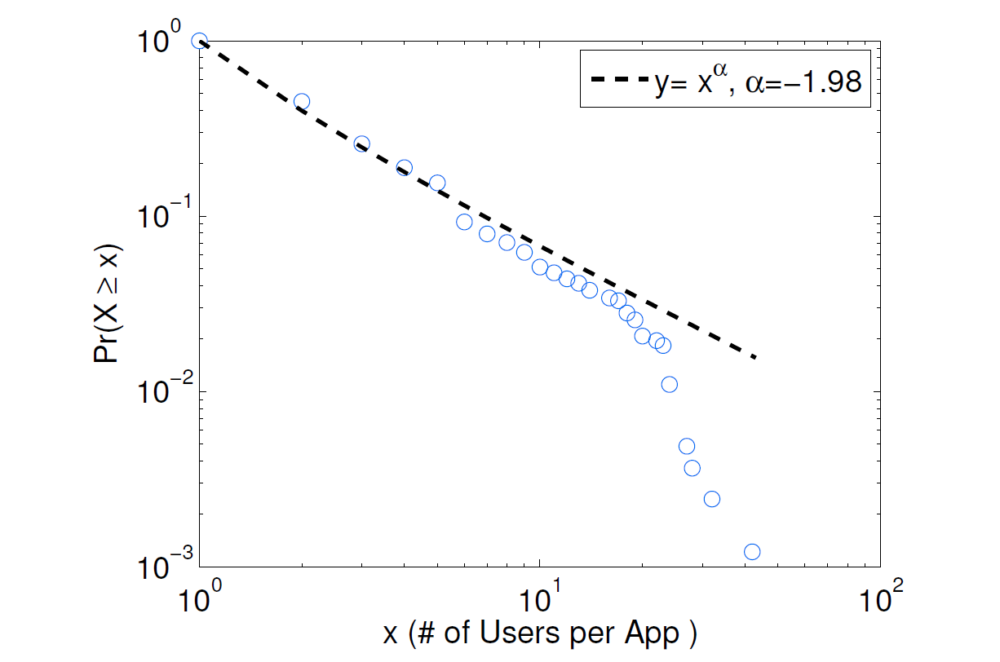 10^0
y= x^α, α=−1.98
10^−1
Pr(X ≥ x)
10^−2
10^−3
10^0 10^1 10^2
x (# of Users per App )